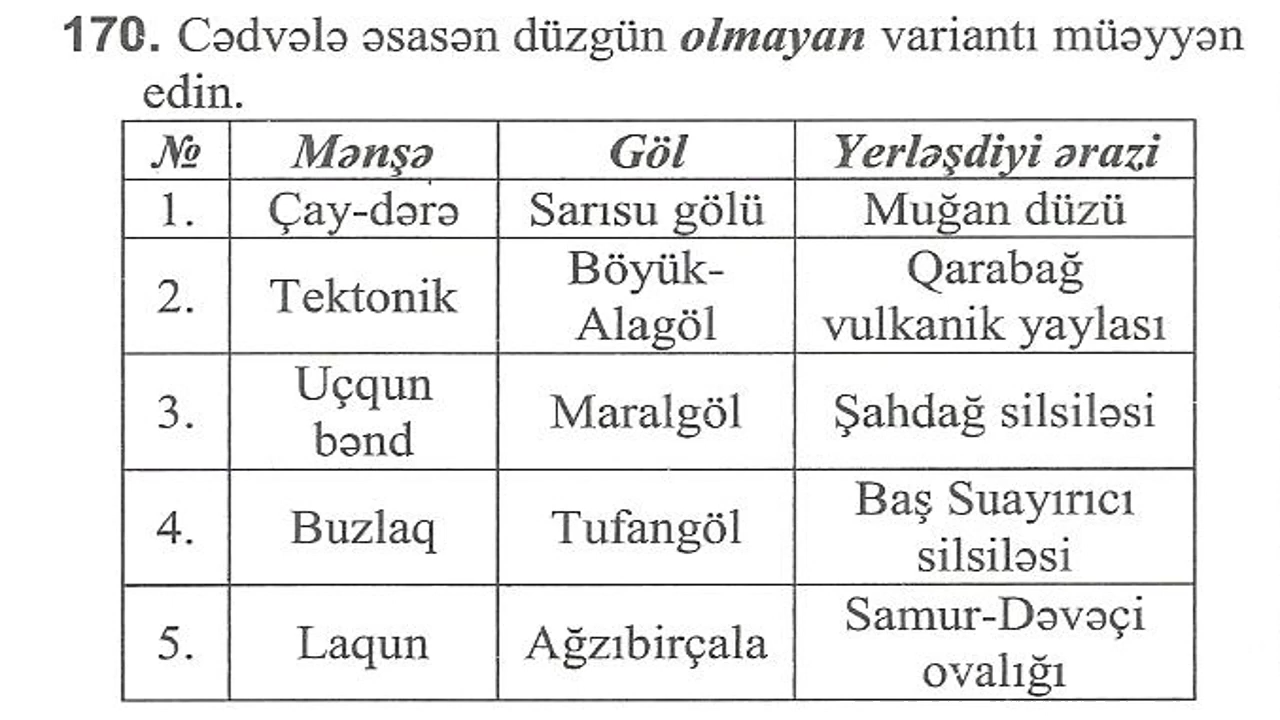 170. Cədvələ əsasən düzgün olmayan variantı müəyyən
edin.
№ Mənşə Göl Yerləşdiyi ərazi
1. Çay-dərə Sarısu gölü Muğan düzü
2. Tektonik Böyük-
Alagöl Qarabağ
vulkanik yaylası
3. Uçqun
bənd Maralgöl Şahdağ silsiləsi
4. Buzlaq Tufangöl Baş Suayırıcı
silsiləsi
5. Laqun Ağzıbirçala Samur-Dəvəçi
ovalığı